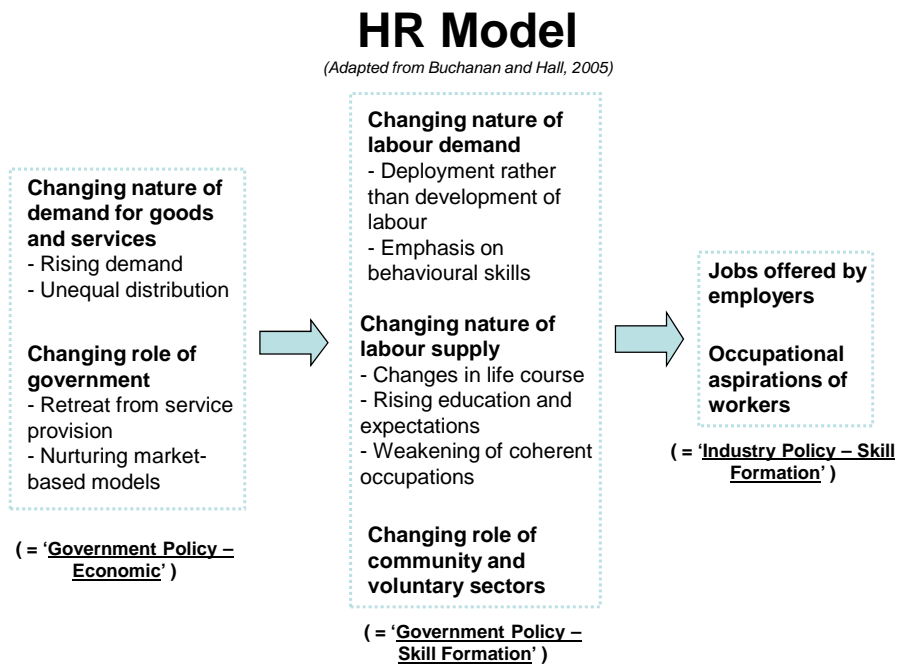 HR Model
(Adapted from Buchanan and Hall, 2005)
Changing nature of
demand for goods
and services
- Rising demand
- Unequal distribution
Changing role of
government
- Retreat from service
provision
- Nurturing market-
based models
( = ‘Government Policy –
Economic’ )
Changing nature of
labour demand
- Deployment rather
than development of
labour
- Emphasis on
behavioural skills
Changing nature of
labour supply
- Changes in life course
- Rising education and
expectations
- Weakening of coherent
occupations
Changing role of
community and
voluntary sectors
( = ‘Government Policy –
Skill Formation’ )
Jobs offered by
employers
Occupational
aspirations of
workers
( = ‘Industry Policy – Skill
Formation’ )